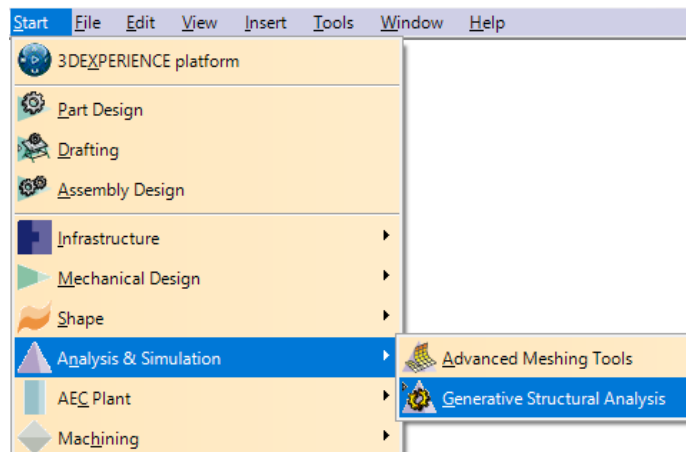 Start File Edit View Insert Tools Window Help
3DEXPERIENCE platform
Part Design
Drafting
Assembly Design
Infrastructure
Mechanical Design
Shape
Analysis & Simulation
Advanced Meshing Tools
AEC Plant
Generative Structural Analysis
Machining